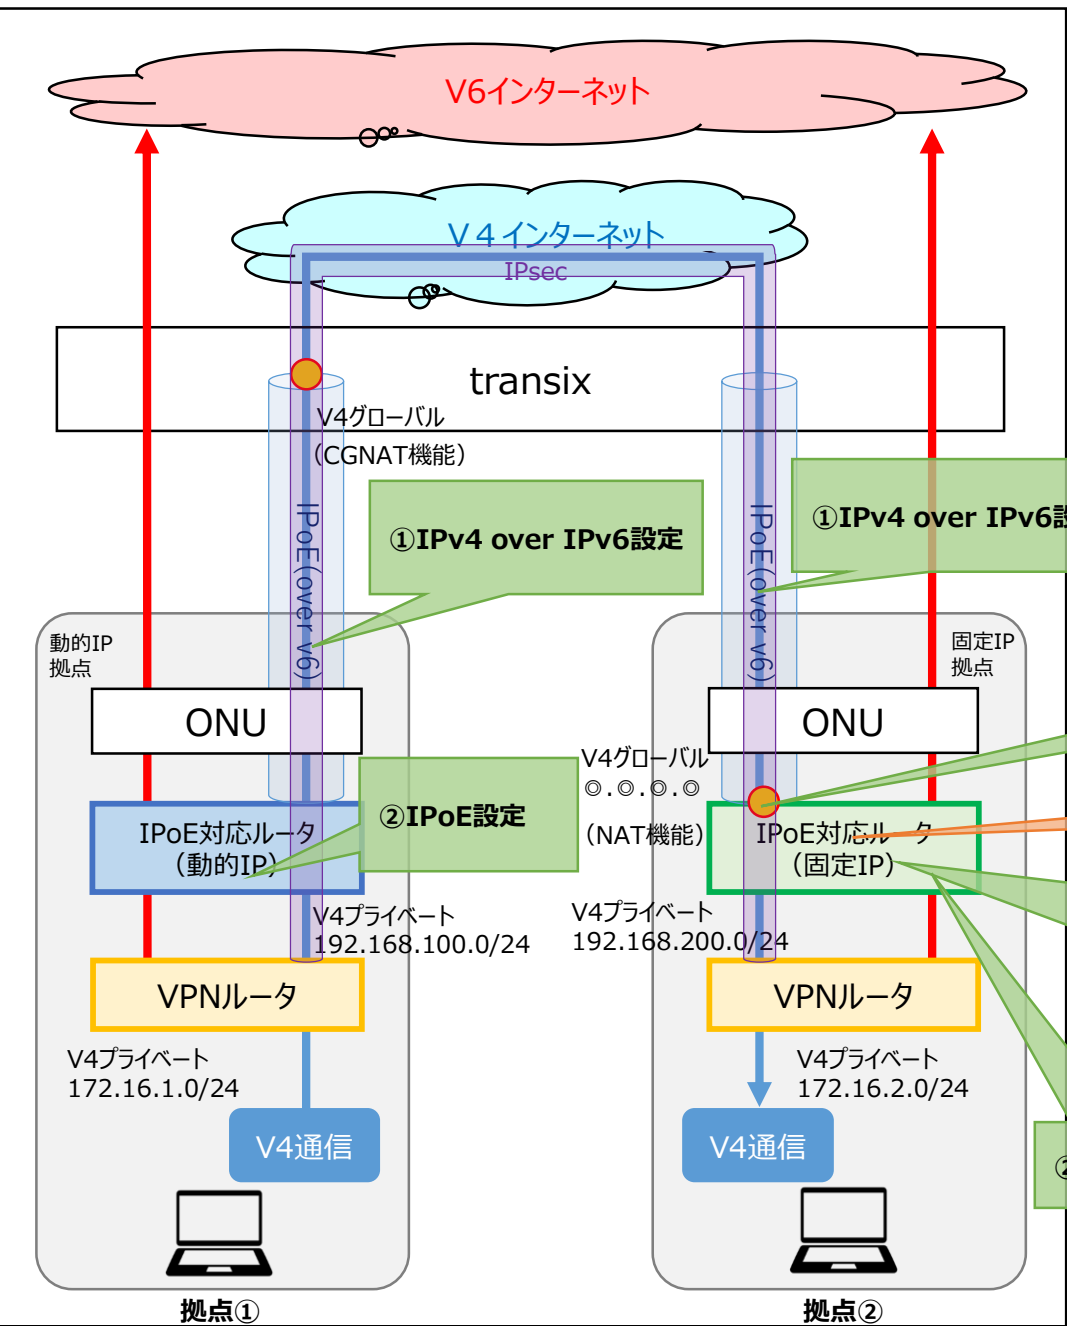 V6インターネット
V４インターネット
IPsec
transix
V4グローバル
（CGNAT機能）
IPoE(over v6)
IPoE(over v6)
①IPv4 over IPv6設定
①IPv4 over IPv6設
動的IP
拠点
固定IP
拠点
ONU
ONU
V4グローバル
◎.◎.◎.◎
（NAT機能）
②IPoE設定
IPoE対応ルータ
（動的IP）
IPoE対応ルータ
（固定IP）
V4プライベート
192.168.100.0/24
V4プライベート
192.168.200.0/24
VPNルータ
VPNルータ
V4プライベート
172.16.1.0/24
V4プライベート
172.16.2.0/24
V4通信
V4通信
②
拠点①
拠点②